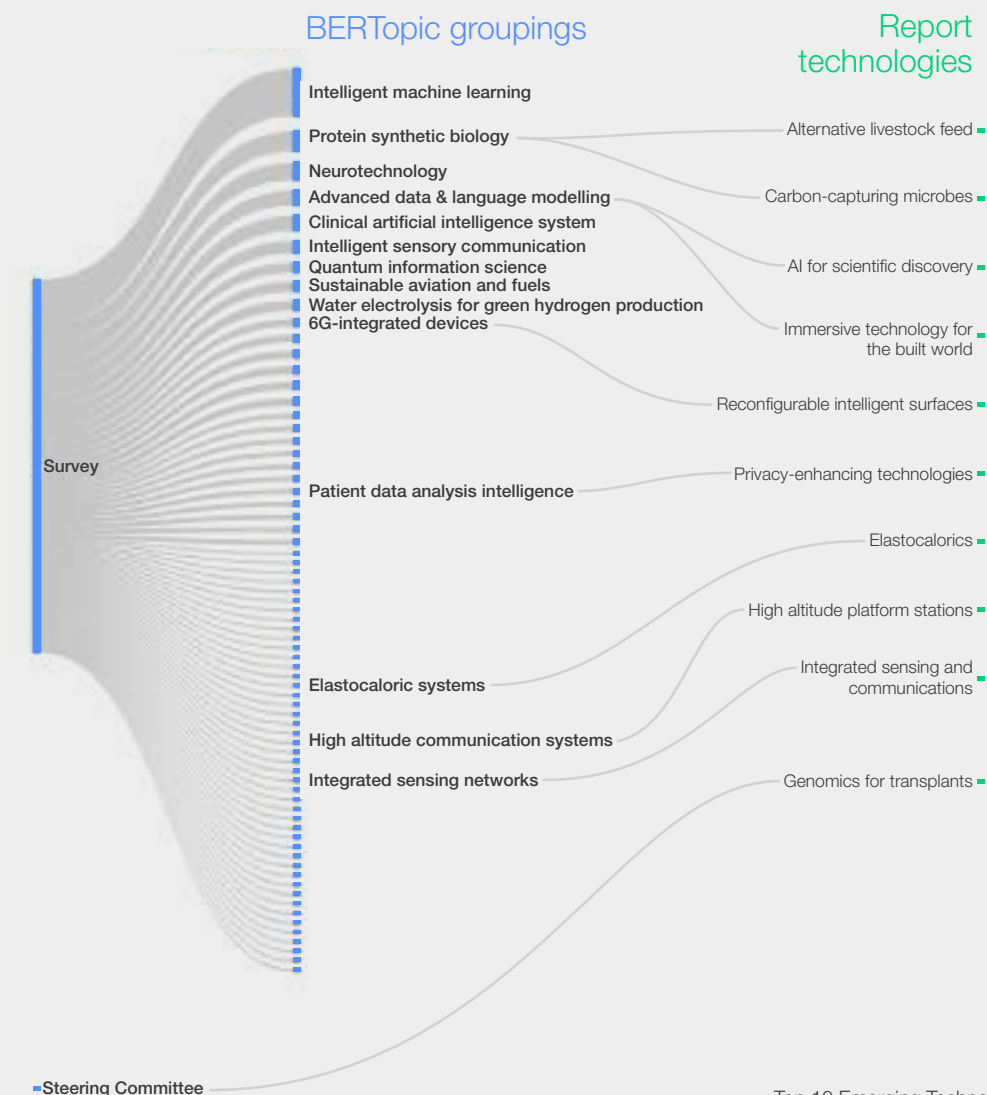 BERTopic groupings
Report
technologies
Intelligent machine learning
Protein synthetic biology
Neurotechnology
Advanced data & language modelling
Clinical artificial intelligence system
Intelligent sensory communication
Quantum information science
Sustainable aviation and fuels
Water electrolysis for green hydrogen production
6G-integrated devices
Survey
Patient data analysis intelligence
Elastocaloric systems
High altitude communication systems
Integrated sensing networks
Steering Committee
Alternative livestock feed
Carbon-capturing microbes
AI for scientific discovery
Immersive technology for
the built world
Reconfigurable intelligent surfaces
Privacy-enhancing technologies
Elastocalorics
High altitude platform stations
Integrated sensing and
communications
Genomics for transplants
Top 10 Emerging